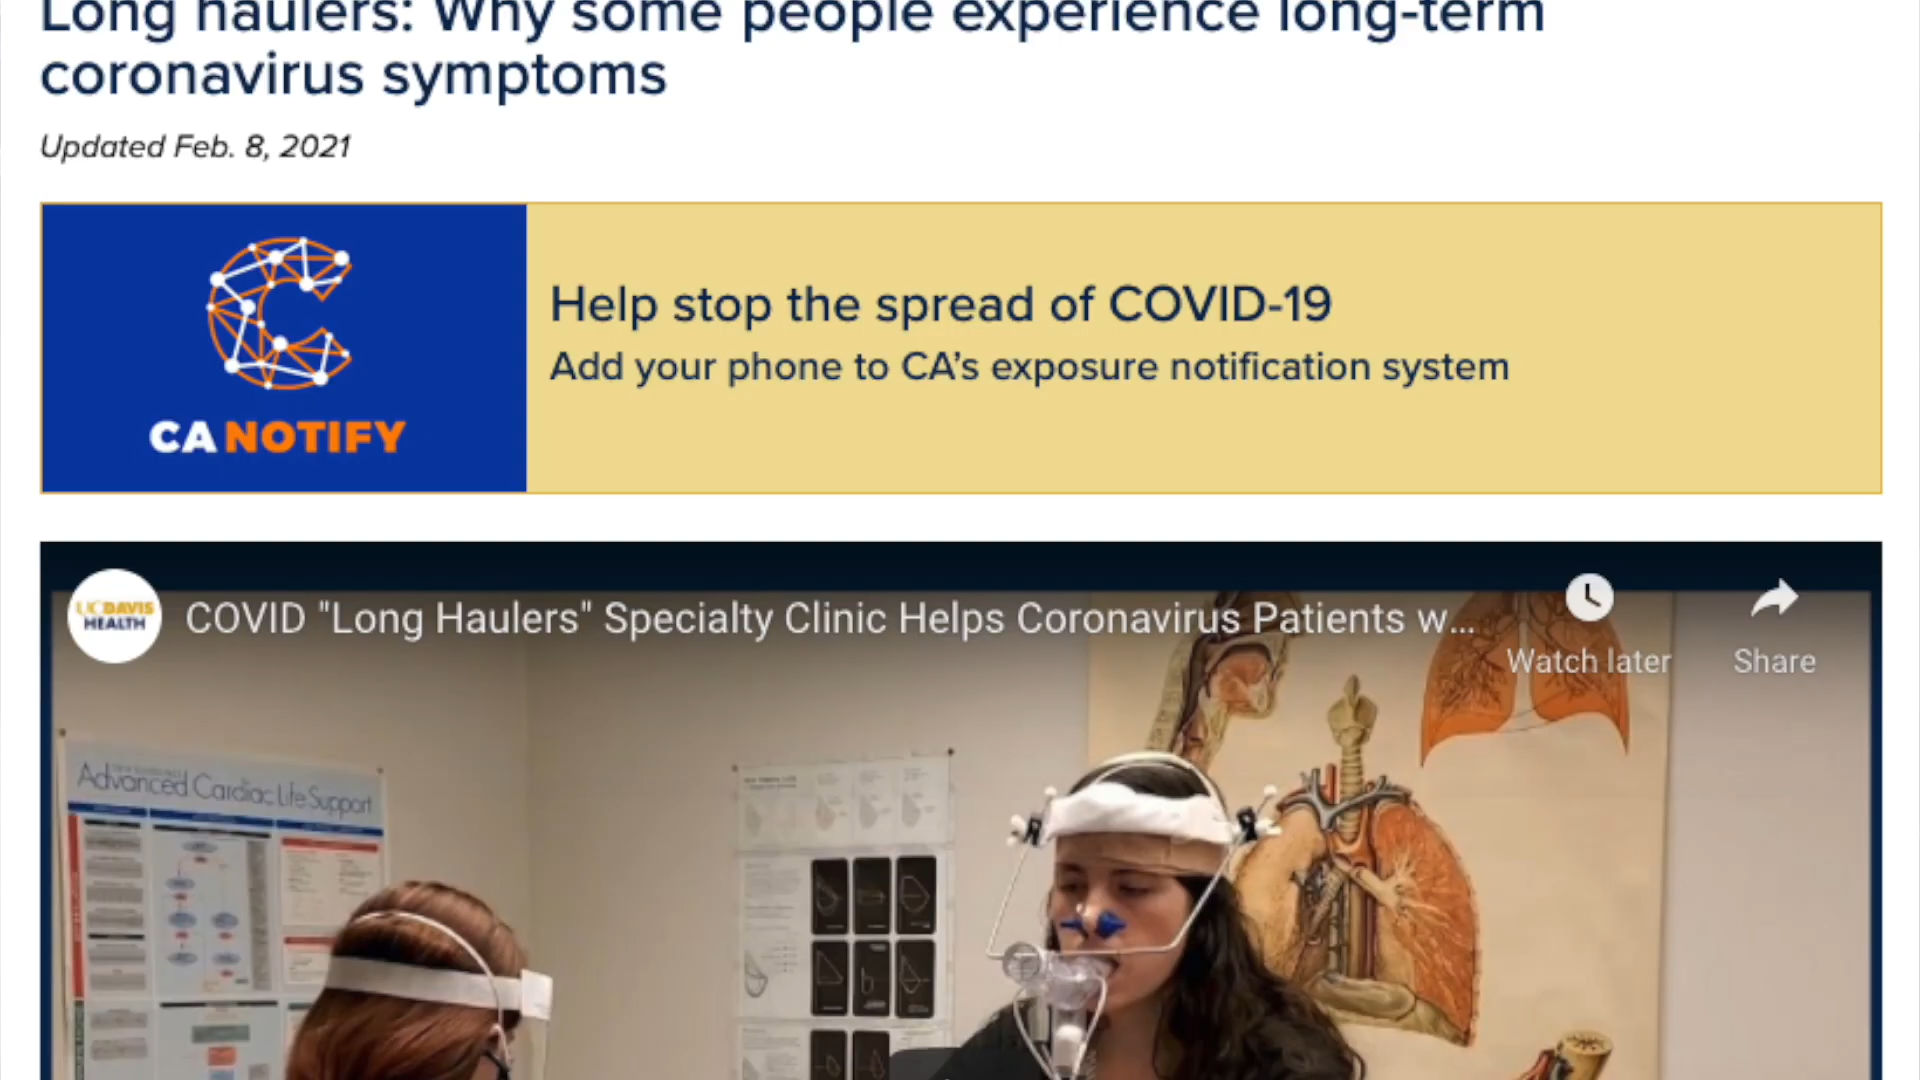 Long haulers: Why some people experience long-term
coronavirus symptoms
Updated Feb. 8, 2021
CA NOTIFY
Help stop the spread of COVID-19
Add your phone to CA's exposure notification system
UC DAVIS
HEALTH
COVID "Long Haulers" Specialty Clinic Helps Coronavirus Patients w...
Watch later
Share
Advanced Cardiac Life Support